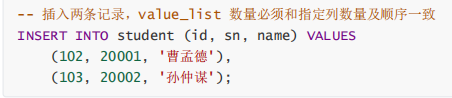 -- 插入两条记录，value_list 数量必须和指定列数量及顺序一致
INSERT INTO student (id, sn, name) VALUES
(102, 20001, '曹孟德'),
(103, 20002, '孙仲谋');